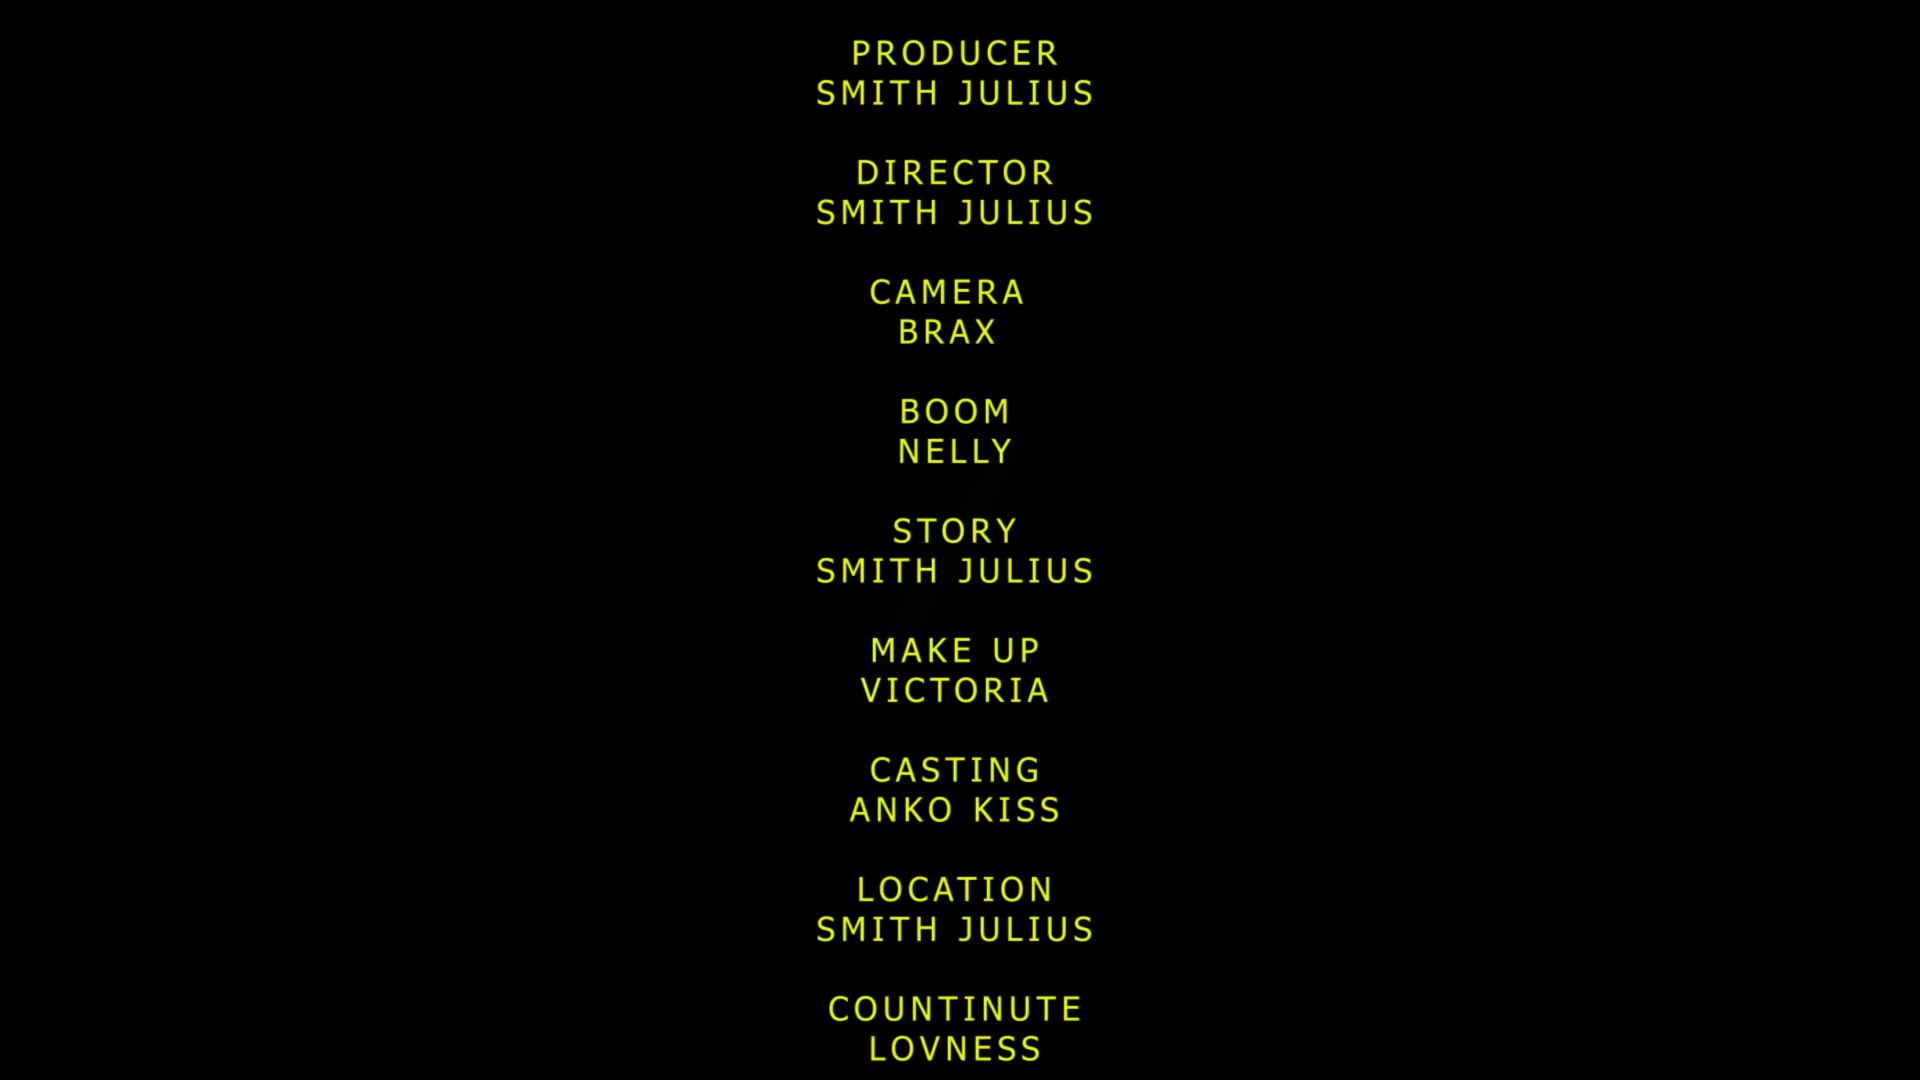 PRODUCER
SMITH JULIUS
DIRECTOR
SMITH JULIUS
CAMERA
BRAX
BOOM
NELLY
STORY
SMITH JULIUS
MAKE UP
VICTORIA
CASTING
ANKO KISS
LOCATION
SMITH JULIUS
COUNTINUTE
LOVNESS